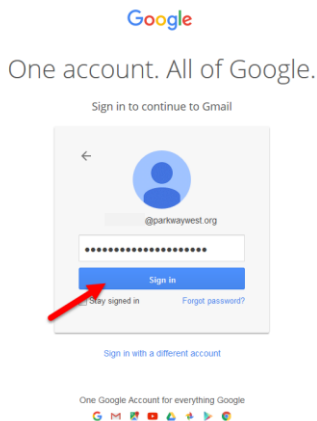 Google
One account. All of Google.
Sign in to continue to Gmail
@parkwaywest.org
•••••••••••••••••••••
Sign in
Stay signed in Forgot password?
Sign in with a different account
One Google Account for everything Google